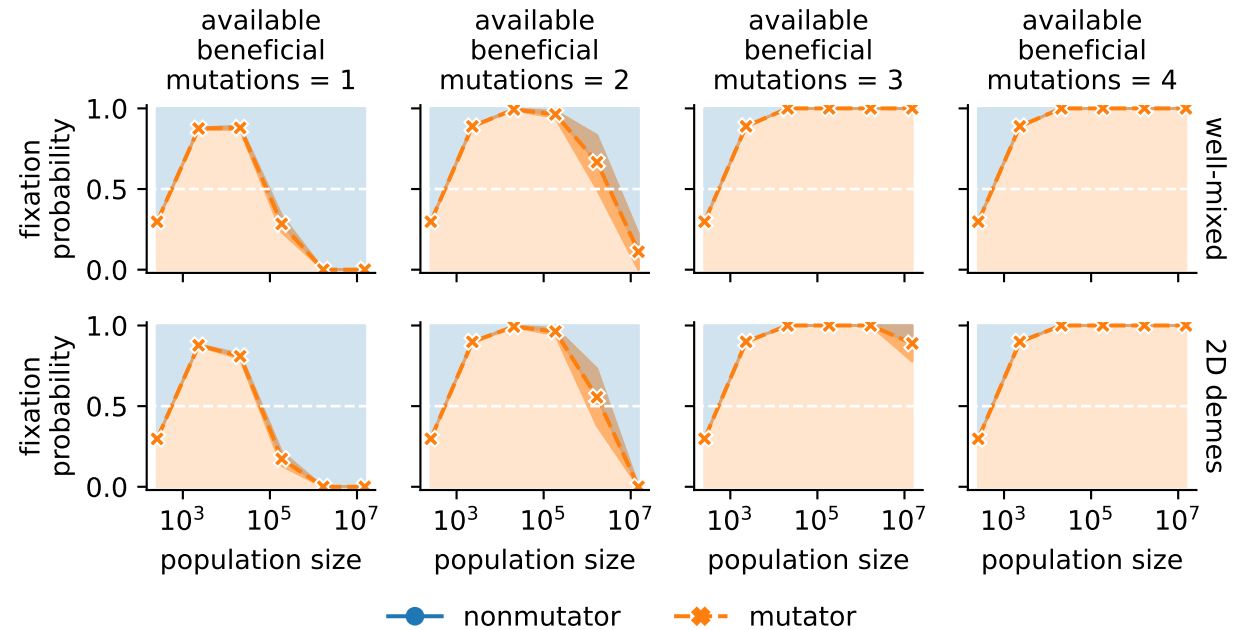 available
beneficial
mutations = 1
available
beneficial
mutations = 2
available
beneficial
mutations = 3
available
beneficial
mutations = 4
fixation
probability
1.0
0.5
0.0
well-mixed
fixation
probability
1.0
0.5
0.0
2D demes
10³ 10⁵ 10⁷
10³ 10⁵ 10⁷
10³ 10⁵ 10⁷
10³ 10⁵ 10⁷
population size
population size
population size
population size
nonmutator
mutator